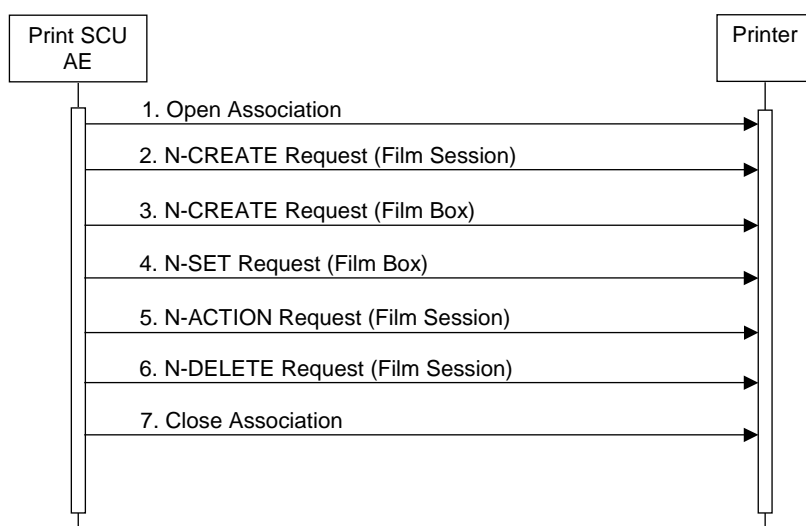 Print SCU
AE
Printer
1. Open Association
2. N-CREATE Request (Film Session)
3. N-CREATE Request (Film Box)
4. N-SET Request (Film Box)
5. N-ACTION Request (Film Session)
6. N-DELETE Request (Film Session)
7. Close Association